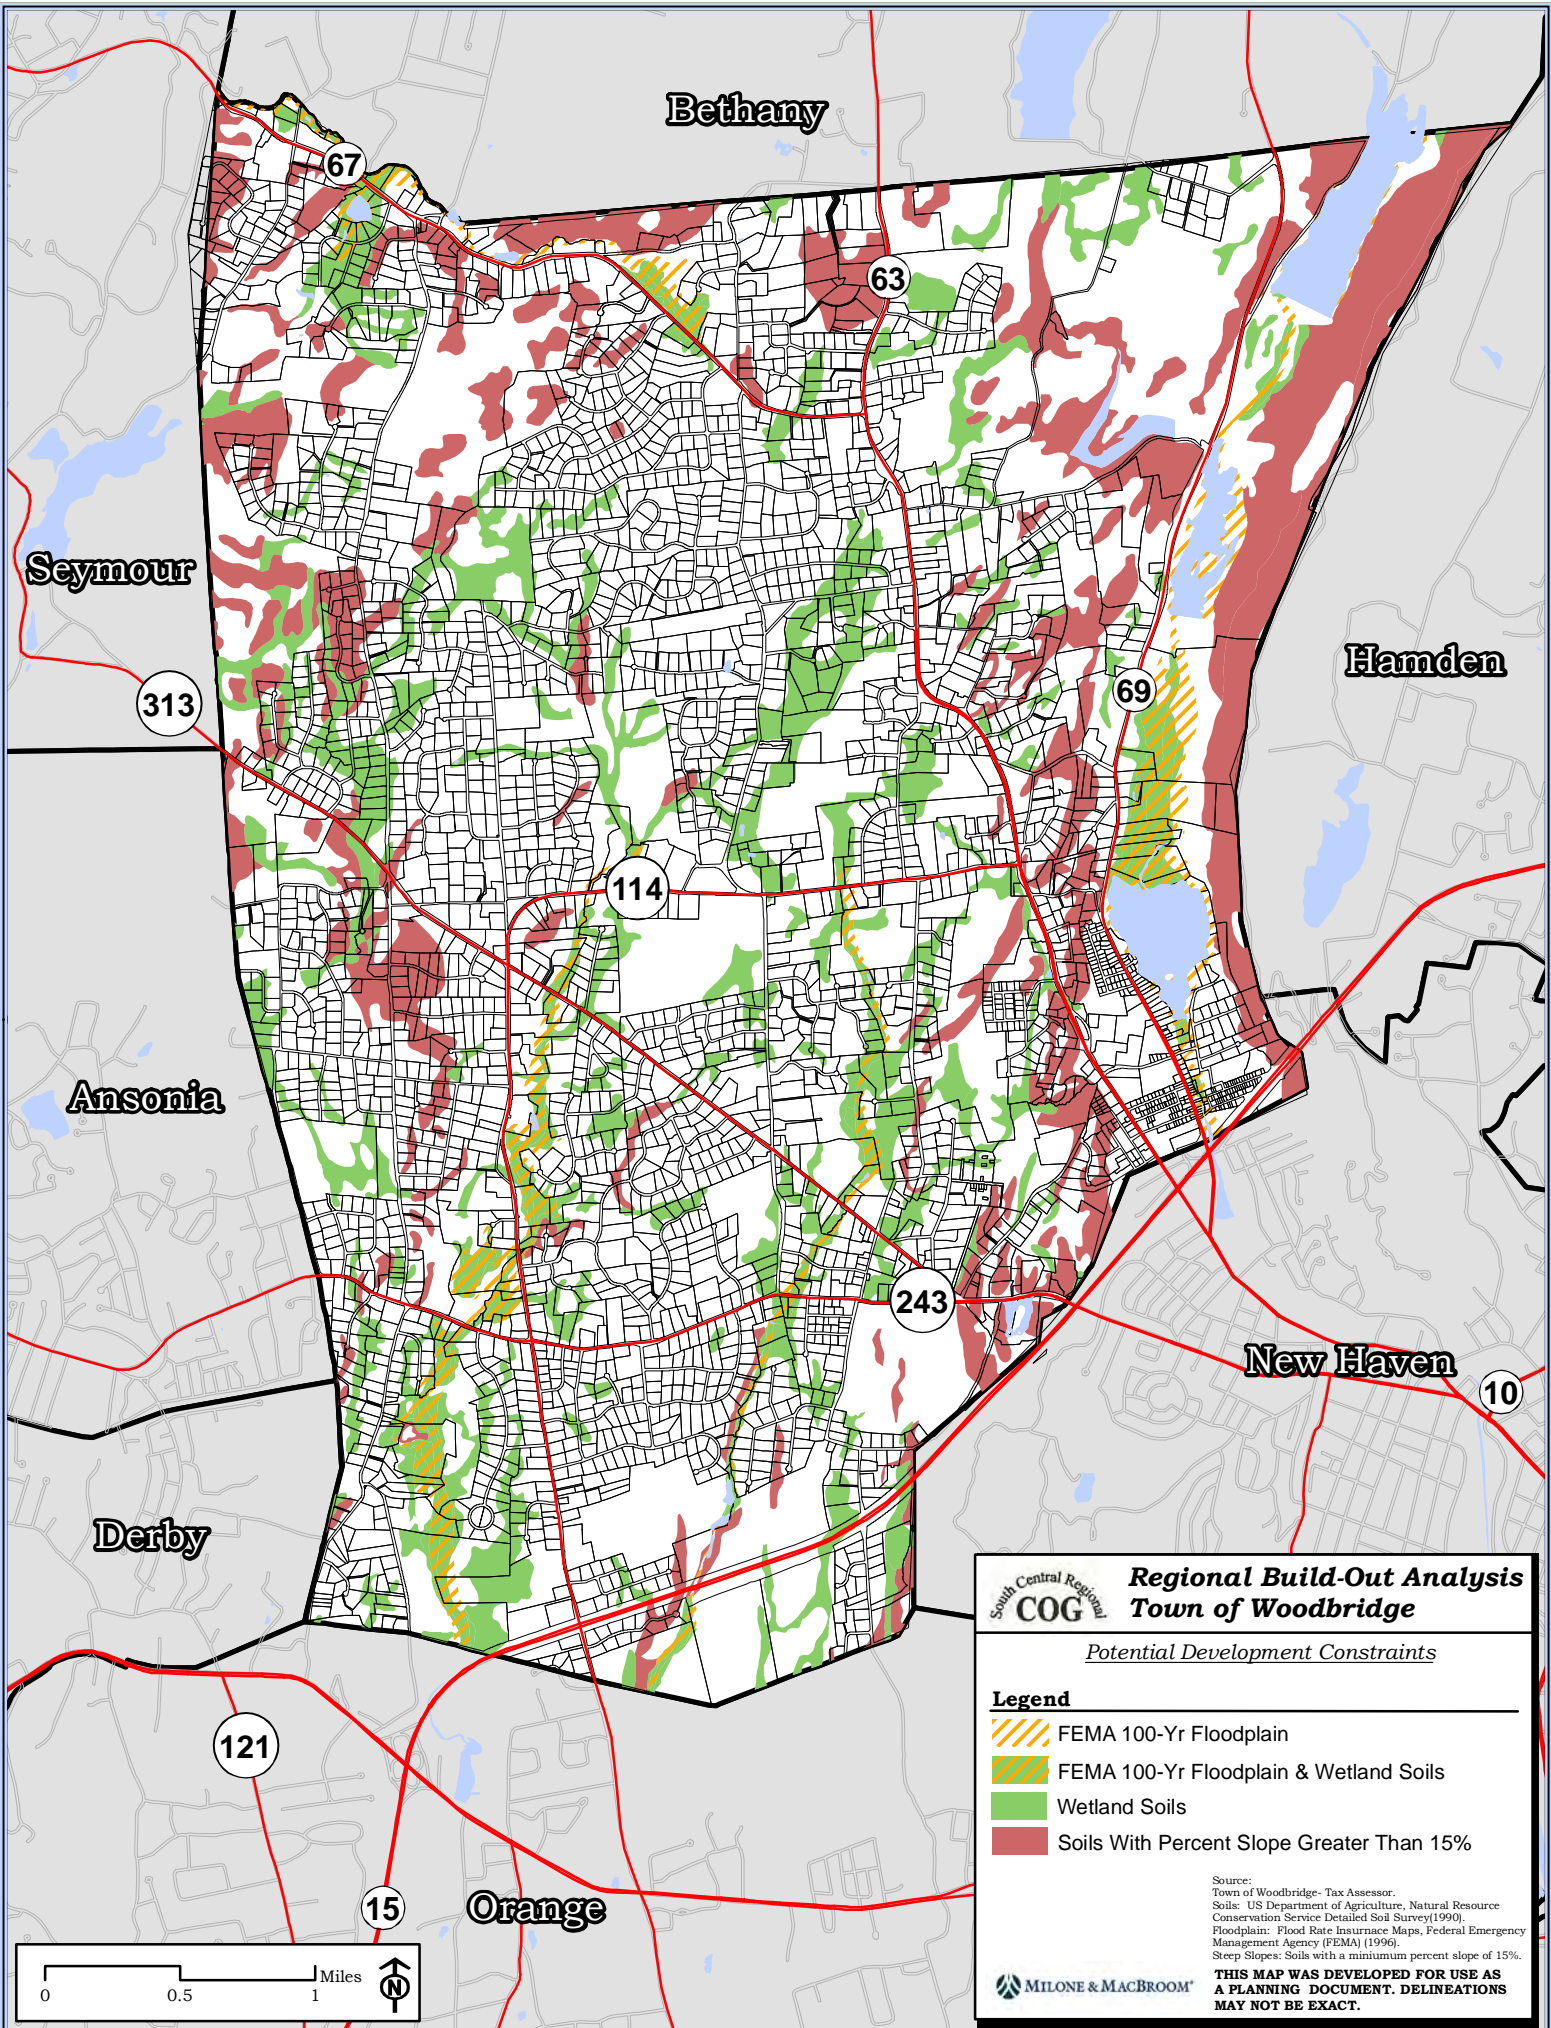 Bethany
67
63
Seymour
Hamden
313
69
114
Ansonia
243
New Haven
10
Derby
121
15
Orange
South Central Regional
COG
Regional Build-Out Analysis
Town of Woodbridge
Potential Development Constraints
Legend
FEMA 100-Yr Floodplain
FEMA 100-Yr Floodplain & Wetland Soils
Wetland Soils
Soils With Percent Slope Greater Than 15%
Source:
Town of Woodbridge- Tax Assessor.
Soils: US Department of Agriculture, Natural Resource
Conservation Service Detailed Soil Survey(1990).
Floodplain: Flood Rate Insurnace Maps, Federal Emergency
Management Agency (FEMA) (1996).
Steep Slopes: Soils with a miniumum percent slope of 15%.
MILONE & MACBROOM®
THIS MAP WAS DEVELOPED FOR USE AS
A PLANNING DOCUMENT. DELINEATIONS
MAY NOT BE EXACT.
Miles
0 0.5 1
N